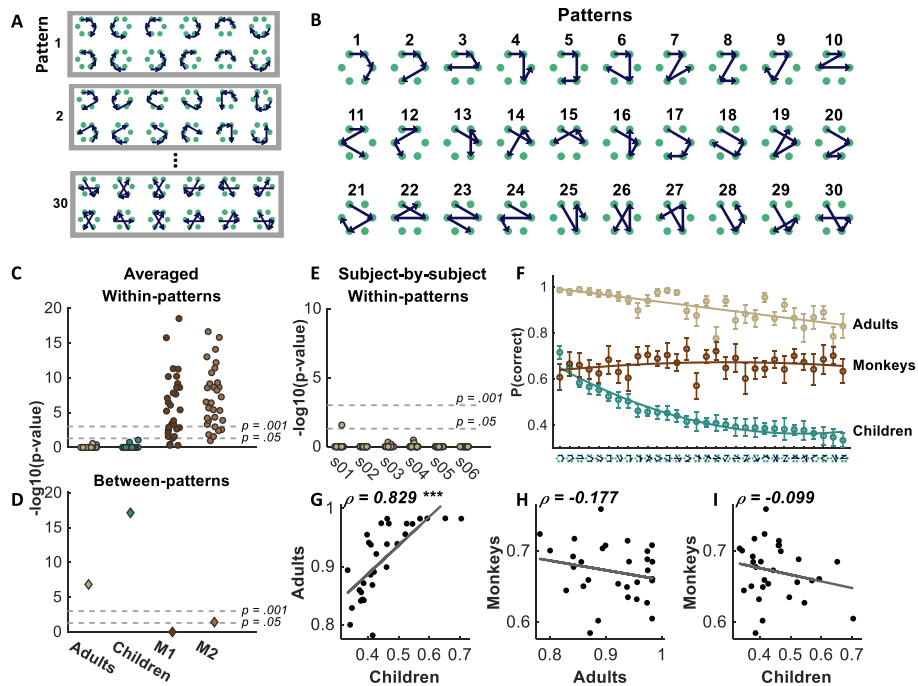 A
Pattern
1
2
30
B
Patterns
1 2 3 4 5 6 7 8 9 10
11 12 13 14 15 16 17 18 19 20
21 22 23 24 25 26 27 28 29 30
C
Averaged
Within-patterns
25
20
15
10
5
0
-log10(p-value)
p = .001
p = .05
D
Between-patterns
20
15
10
5
0
p = .001
p = .05
Adults Children M1 M2
E
Subject-by-subject
Within-patterns
10
5
0
-log10(p-value)
p = .001
p = .05
s01 s02 s03 s04 s05 s06
F
1
0.8
0.6
0.4
P(correct)
Adults
Monkeys
Children
G
ρ = 0.829 ***
1
0.9
0.8
Adults
0.4 0.5 0.6 0.7
Children
H
ρ = -0.177
0.7
0.6
Monkeys
0.8 0.9 1
Adults
I
ρ = -0.099
0.7
0.6
Monkeys
0.4 0.5 0.6 0.7
Children